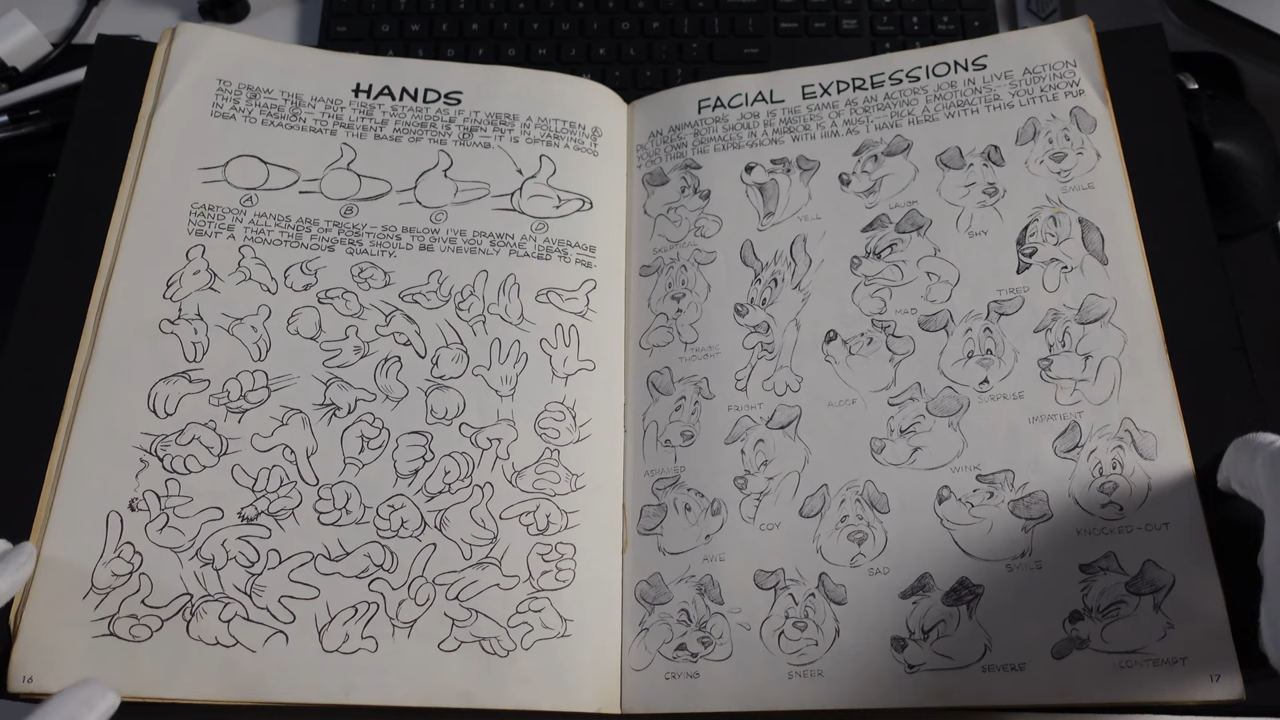 HANDS
TO DRAW THE HAND FIRST START AS IF IT WERE A MITTEN Ⓐ
AND Ⓑ — THEN PUT THE TWO MIDDLE FINGERS IN FOLLOWING
THIS SHAPE Ⓒ — THE LITTLE FINGER IS THEN PUT IN, VARYING IT
IN ANY FASHION TO PREVENT MONOTONY Ⓓ — IT IS OFTEN A GOOD
IDEA TO EXAGGERATE THE BASE OF THE THUMB.
Ⓐ
Ⓑ
Ⓒ
Ⓓ
CARTOON HANDS ARE TRICKY — SO BELOW I'VE DRAWN AN AVERAGE
HAND IN ALL KINDS OF POSITIONS TO GIVE YOU SOME IDEAS. —
NOTICE THAT THE FINGERS SHOULD BE UNEVENLY PLACED TO PRE-
VENT A MONOTONOUS QUALITY.
16
FACIAL EXPRESSIONS
AN ANIMATOR'S JOB IS THE SAME AS AN ACTOR'S JOB IN LIVE ACTION
PICTURES.--BOTH SHOULD BE MASTERS OF PORTRAYING EMOTIONS.--STUDYING
YOUR OWN GRIMACES IN A MIRROR IS A MUST.---PICK A CHARACTER YOU KNOW
+ GO THRU THE EXPRESSIONS WITH HIM, AS I HAVE HERE WITH THIS LITTLE PUP
SKEPTICAL
YELL
LAUGH
SHY
SMILE
TRAGIC
THOUGHT
FRIGHT
MAD
TIRED
ALOOF
SURPRISE
IMPATIENT
ASHAMED
COY
WINK
KNOCKED-OUT
AWE
SAD
SMILE
CRYING
SNEER
SEVERE
CONTEMPT
17